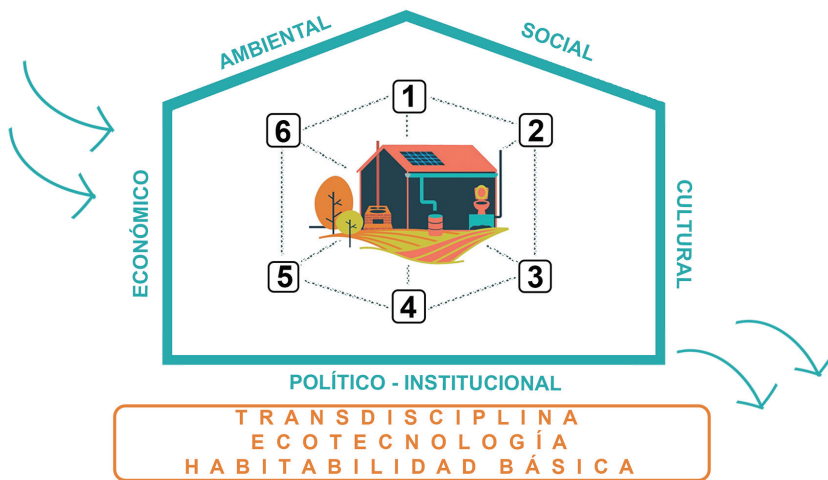 AMBIENTAL
SOCIAL
1
6
2
ECONÓMICO
CULTURAL
5
3
4
POLÍTICO - INSTITUCIONAL
TRANSDISCIPLINA
ECOTECNOLOGÍA
HABITABILIDAD BÁSICA